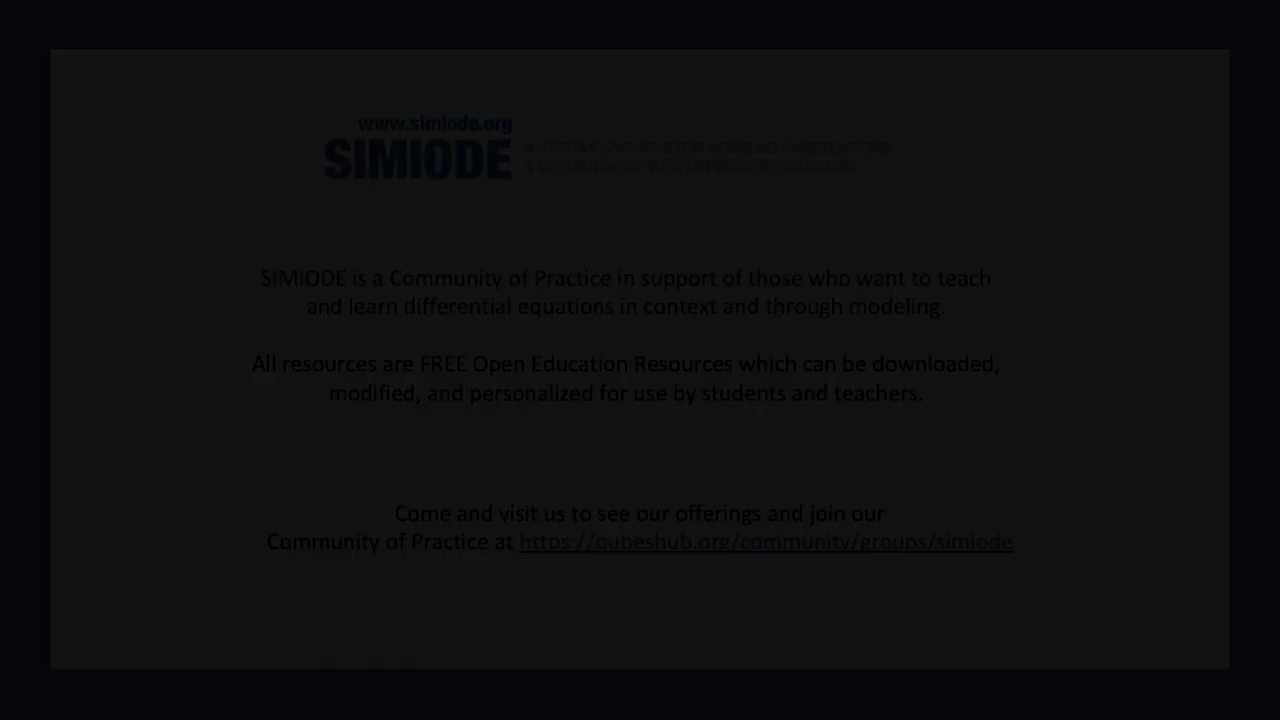 www.simiode.org
SIMIODE
SIMIODE is a Community of Practice in support of those who want to teach
and learn differential equations in context and through modeling.
All resources are FREE Open Education Resources which can be downloaded,
modified, and personalized for use by students and teachers.
Come and visit us to see our offerings and join our
Community of Practice at https://qubeshub.org/community/groups/simiode